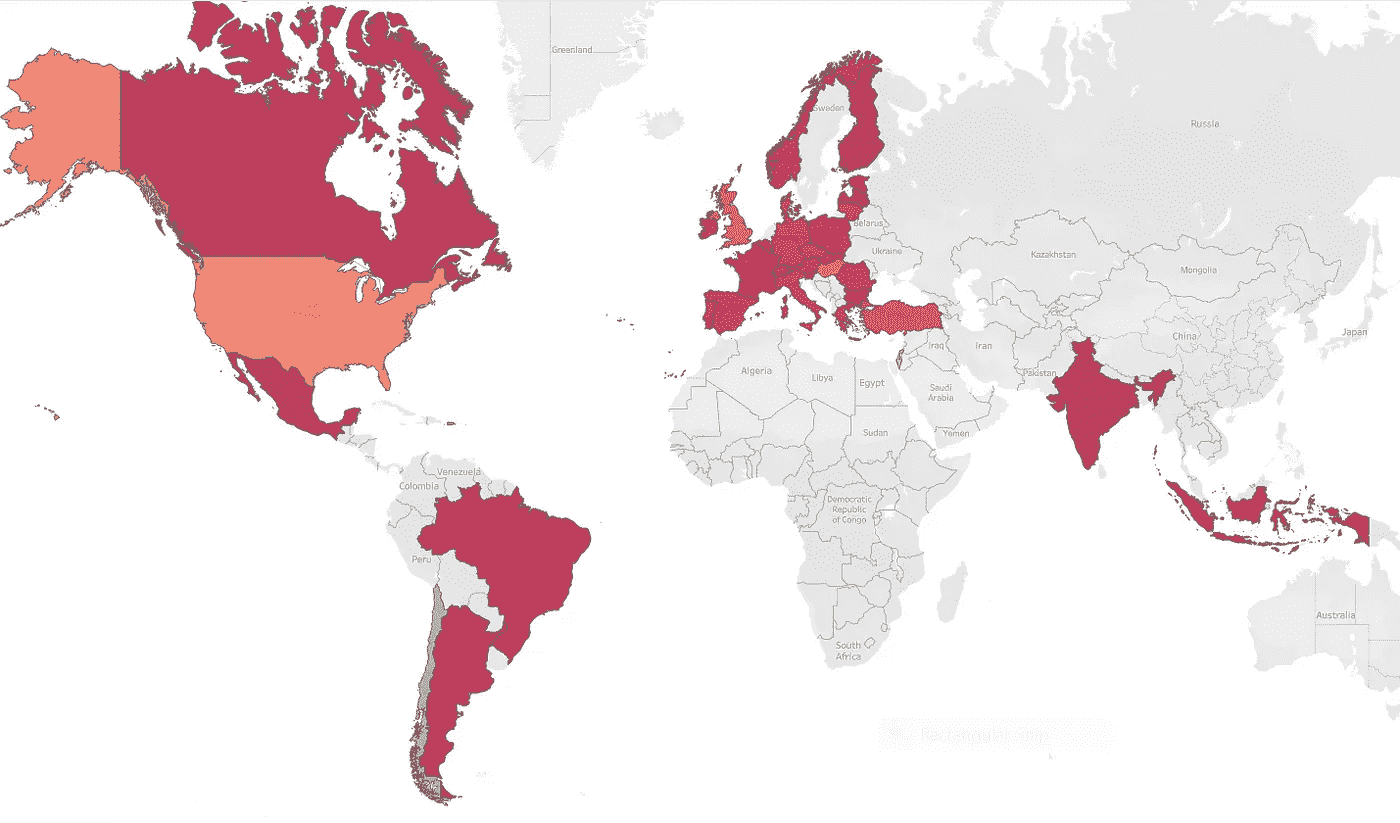 Greenland
Sweden
Russia
Belarus
Ukraine
Kazakhstan
Mongolia
Japan
China
Iraq
Iran
Pakistan
Algeria
Libya
Egypt
Saudi
Arabia
Sudan
Yemen
Venezuela
Colombia
Democratic
Republic
of Congo
Peru
Australia
South
Africa
Rectangular